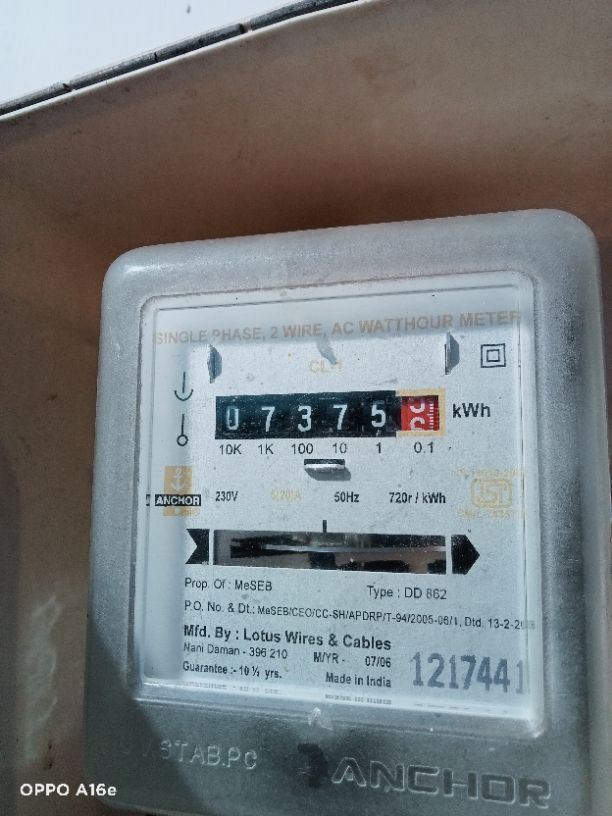 SINGLE PHASE, 2 WIRE, AC WATTHOUR METER
CL-1
07375 kWh
10K 1K 100 10 1 0.1
ANCHOR
230V 5(20)A 50Hz 720r / kWh
Prop. Of : MeSEB Type : DD 862
P.O. No. & Dt.: MeSEB/CEO/CC-SH/APDRP/T-94/2005-06/1, Dtd. 13-2-
Mfd. By : Lotus Wires & Cables
Nani Daman - 396 210 M/YR - 07/06
Guarantee :- 10 ½ yrs. Made in India
1217441
ANCHOR
OPPO A16e